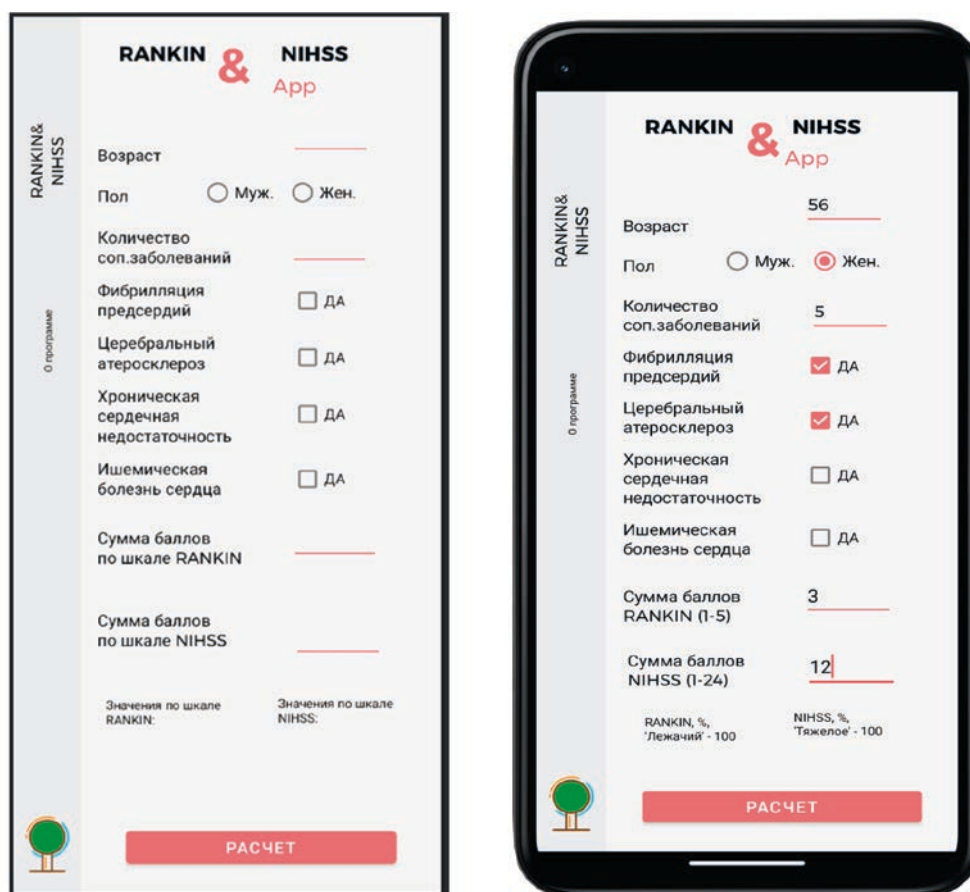 RANKIN & NIHSS
App
RANKIN&
NIHSS
О программе
Возраст
Пол Муж. Жен.
Количество
соп.заболеваний
Фибрилляция
предсердий ДА
Церебральный
атеросклероз ДА
Хроническая
сердечная
недостаточность ДА
Ишемическая
болезнь сердца ДА
Сумма баллов
по шкале RANKIN
Сумма баллов
по шкале NIHSS
Значения по шкале
RANKIN:
Значения по шкале
NIHSS:
РАСЧЕТ
RANKIN & NIHSS
App
RANKIN&
NIHSS
О программе
Возраст 56
Пол Муж. Жен.
Количество
соп.заболеваний 5
Фибрилляция
предсердий ДА
Церебральный
атеросклероз ДА
Хроническая
сердечная
недостаточность ДА
Ишемическая
болезнь сердца ДА
Сумма баллов
RANKIN (1-5) 3
Сумма баллов
NIHSS (1-24) 12
RANKIN, %,
'Лежачий' - 100
NIHSS, %,
'Тяжелое' - 100
РАСЧЕТ